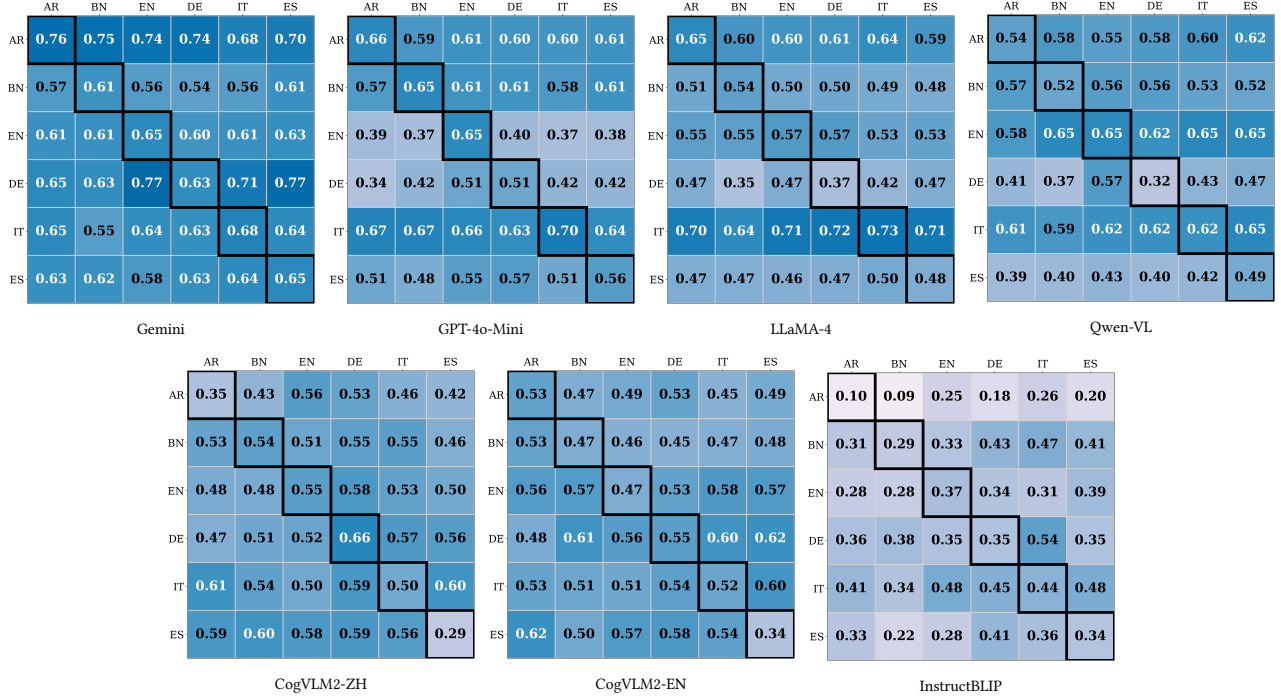 AR BN EN DE IT ES
AR 0.76 0.75 0.74 0.74 0.68 0.70
BN 0.57 0.61 0.56 0.54 0.56 0.61
EN 0.61 0.61 0.65 0.60 0.61 0.63
DE 0.65 0.63 0.77 0.63 0.71 0.77
IT 0.65 0.55 0.64 0.63 0.68 0.64
ES 0.63 0.62 0.58 0.63 0.64 0.65
Gemini
AR BN EN DE IT ES
AR 0.66 0.59 0.61 0.60 0.60 0.61
BN 0.57 0.65 0.61 0.61 0.58 0.61
EN 0.39 0.37 0.65 0.40 0.37 0.38
DE 0.34 0.42 0.51 0.51 0.42 0.42
IT 0.67 0.67 0.66 0.63 0.70 0.64
ES 0.51 0.48 0.55 0.57 0.51 0.56
GPT-4o-Mini
AR BN EN DE IT ES
AR 0.65 0.60 0.60 0.61 0.64 0.59
BN 0.51 0.54 0.50 0.50 0.49 0.48
EN 0.55 0.55 0.57 0.57 0.53 0.53
DE 0.47 0.35 0.47 0.37 0.42 0.47
IT 0.70 0.64 0.71 0.72 0.73 0.71
ES 0.47 0.47 0.46 0.47 0.50 0.48
LLaMA-4
AR BN EN DE IT ES
AR 0.54 0.58 0.55 0.58 0.60 0.62
BN 0.57 0.52 0.56 0.56 0.53 0.52
EN 0.58 0.65 0.65 0.62 0.65 0.65
DE 0.41 0.37 0.57 0.32 0.43 0.47
IT 0.61 0.59 0.62 0.62 0.62 0.65
ES 0.39 0.40 0.43 0.40 0.42 0.49
Qwen-VL
AR BN EN DE IT ES
AR 0.35 0.43 0.56 0.53 0.46 0.42
BN 0.53 0.54 0.51 0.55 0.55 0.46
EN 0.48 0.48 0.55 0.58 0.53 0.50
DE 0.47 0.51 0.52 0.66 0.57 0.56
IT 0.61 0.54 0.50 0.59 0.50 0.60
ES 0.59 0.60 0.58 0.59 0.56 0.29
CogVLM2-ZH
AR BN EN DE IT ES
AR 0.53 0.47 0.49 0.53 0.45 0.49
BN 0.53 0.47 0.46 0.45 0.47 0.48
EN 0.56 0.57 0.47 0.53 0.58 0.57
DE 0.48 0.61 0.56 0.55 0.60 0.62
IT 0.53 0.51 0.51 0.54 0.52 0.60
ES 0.62 0.50 0.57 0.58 0.54 0.34
CogVLM2-EN
AR BN EN DE IT ES
AR 0.10 0.09 0.25 0.18 0.26 0.20
BN 0.31 0.29 0.33 0.43 0.47 0.41
EN 0.28 0.28 0.37 0.34 0.31 0.39
DE 0.36 0.38 0.35 0.35 0.54 0.35
IT 0.41 0.34 0.48 0.45 0.44 0.48
ES 0.33 0.22 0.28 0.41 0.36 0.34
InstructBLIP